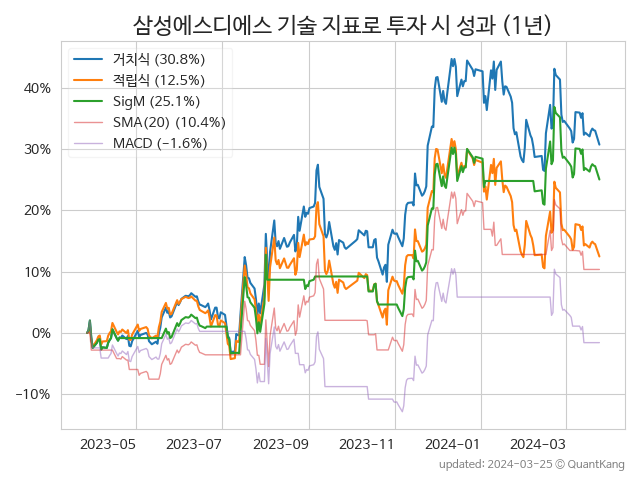 삼성에스디에스 기술 지표로 투자 시 성과 (1년)
거치식 (30.8%)
적립식 (12.5%)
SigM (25.1%)
SMA(20) (10.4%)
MACD (−1.6%)
40%
30%
20%
10%
0%
−10%
2023−05 2023−07 2023−09 2023−11 2024−01 2024−03
updated: 2024−03−25 ⓒ QuantKang